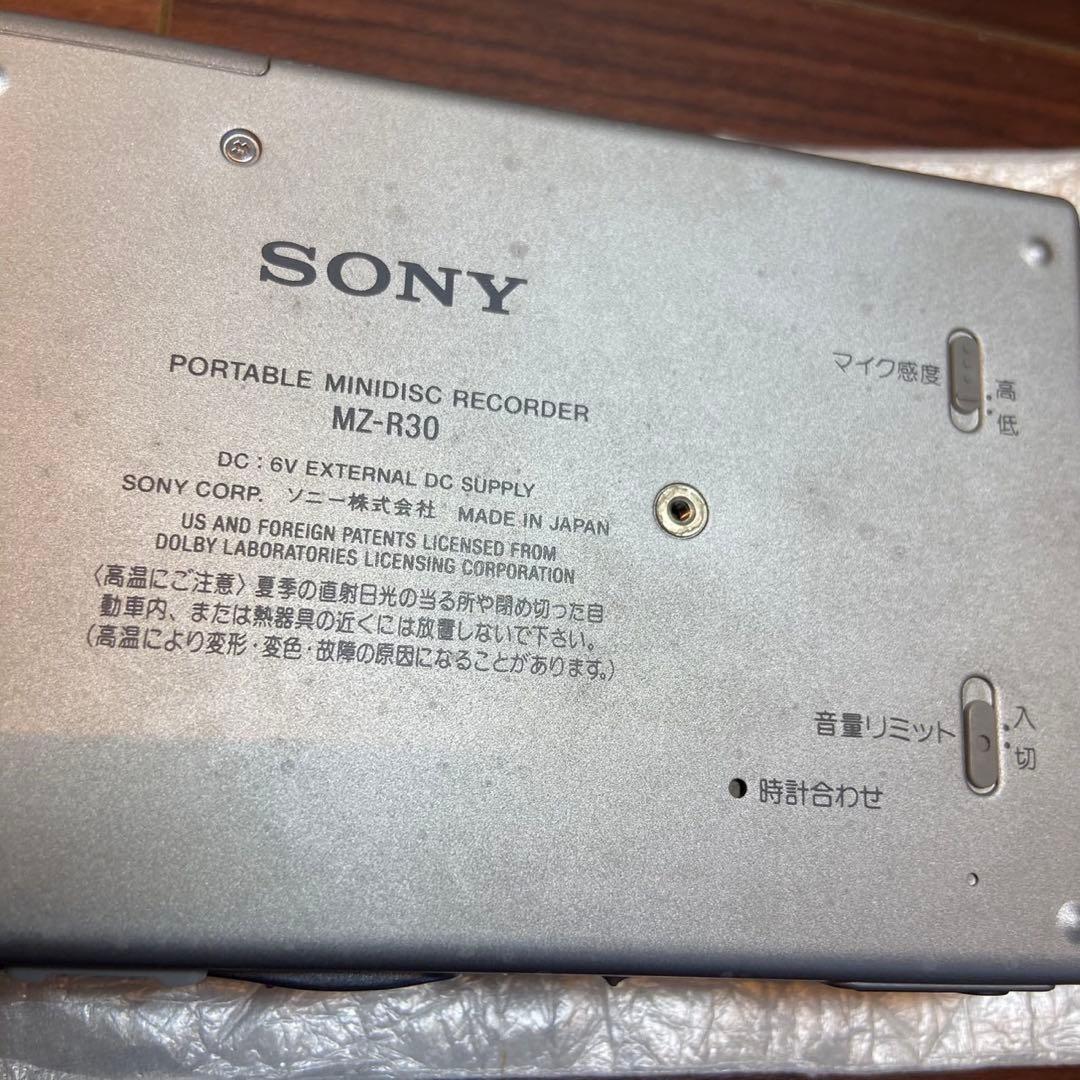 SONY
PORTABLE MINIDISC RECORDER
MZ-R30
DC : 6V EXTERNAL DC SUPPLY
SONY CORP. ソニー株式会社 MADE IN JAPAN
US AND FOREIGN PATENTS LICENSED FROM
DOLBY LABORATORIES LICENSING CORPORATION
〈高温にご注意〉夏季の直射日光の当る所や閉め切った自
動車内、または熱器具の近くには放置しないで下さい。
(高温により変形・変色・故障の原因になることがあります。)
マイク感度
高
低
音量リミット
入
切
時計合わせ